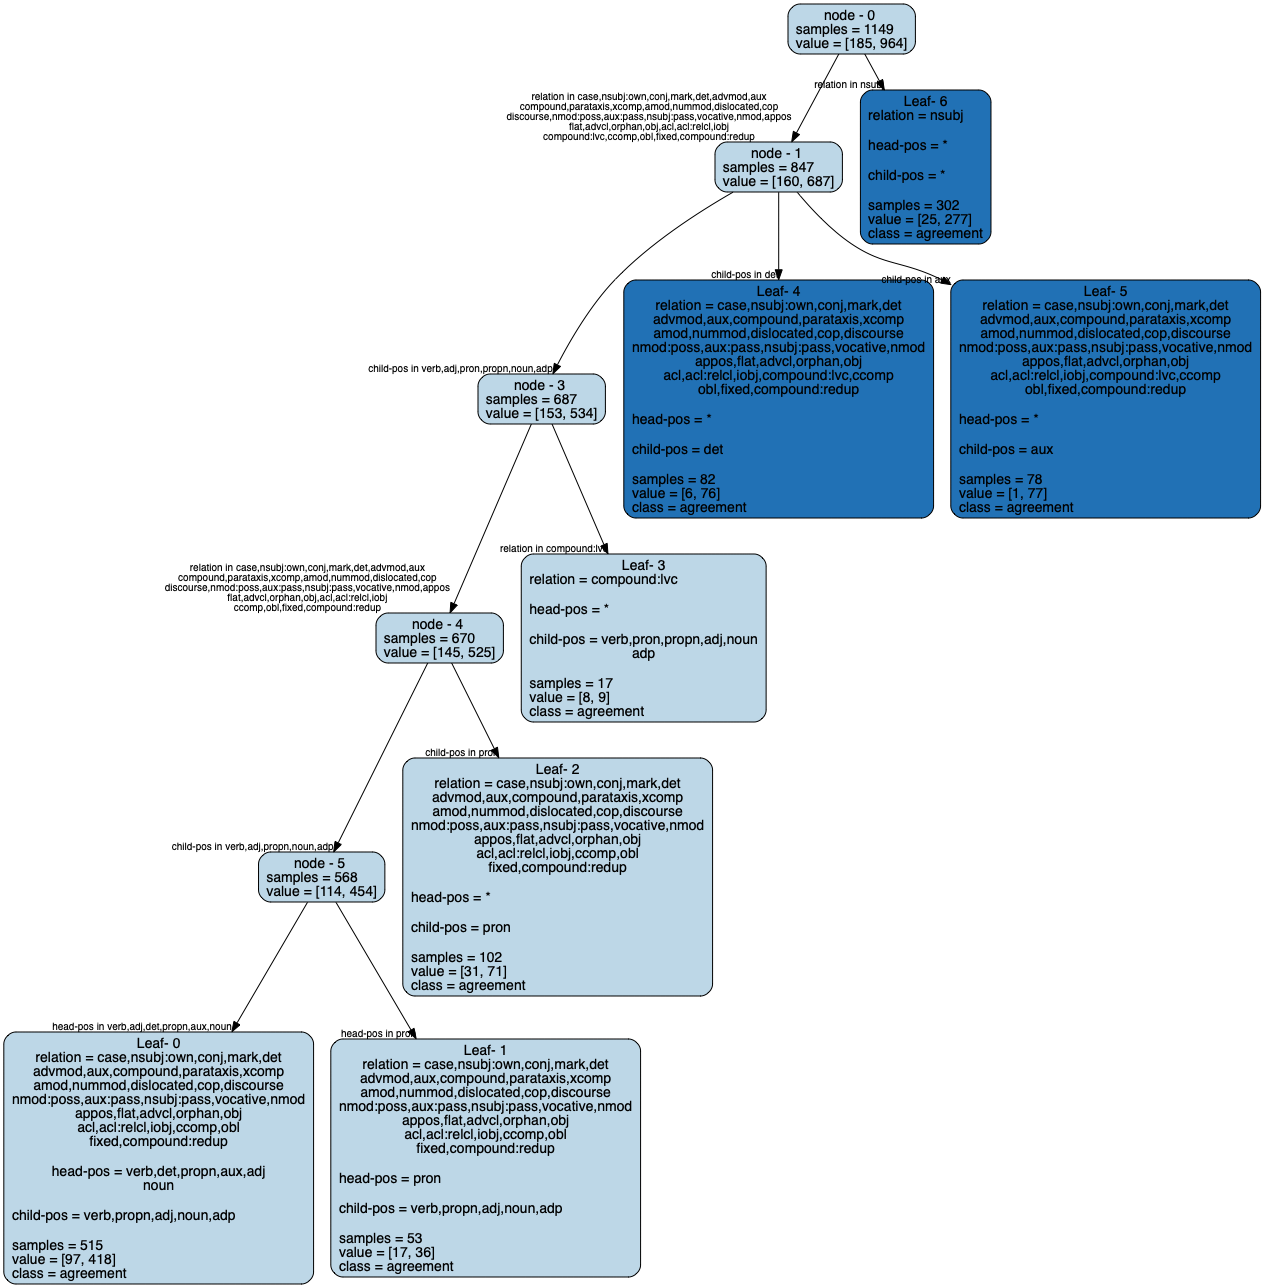 node - 0
samples = 1149
value = [185, 964]
relation in case,nsubj:own,conj,mark,det,advmod,aux
compound,parataxis,xcomp,amod,nummod,dislocated,cop
discourse,nmod:poss,aux:pass,nsubj:pass,vocative,nmod,appos
flat,advcl,orphan,obj,acl,acl:relcl,iobj
compound:lvc,ccomp,obl,fixed,compound:redup
relation in nsubj
Leaf- 6
relation = nsubj
head-pos = *
child-pos = *
samples = 302
value = [25, 277]
class = agreement
node - 1
samples = 847
value = [160, 687]
child-pos in verb,adj,pron,propn,noun,adp
child-pos in det
child-pos in aux
node - 3
samples = 687
value = [153, 534]
Leaf- 4
relation = case,nsubj:own,conj,mark,det
advmod,aux,compound,parataxis,xcomp
amod,nummod,dislocated,cop,discourse
nmod:poss,aux:pass,nsubj:pass,vocative,nmod
appos,flat,advcl,orphan,obj
acl,acl:relcl,iobj,compound:lvc,ccomp
obl,fixed,compound:redup
head-pos = *
child-pos = det
samples = 82
value = [6, 76]
class = agreement
Leaf- 5
relation = case,nsubj:own,conj,mark,det
advmod,aux,compound,parataxis,xcomp
amod,nummod,dislocated,cop,discourse
nmod:poss,aux:pass,nsubj:pass,vocative,nmod
appos,flat,advcl,orphan,obj
acl,acl:relcl,iobj,compound:lvc,ccomp
obl,fixed,compound:redup
head-pos = *
child-pos = aux
samples = 78
value = [1, 77]
class = agreement
relation in case,nsubj:own,conj,mark,det,advmod,aux
compound,parataxis,xcomp,amod,nummod,dislocated,cop
discourse,nmod:poss,aux:pass,nsubj:pass,vocative,nmod,appos
flat,advcl,orphan,obj,acl,acl:relcl,iobj
ccomp,obl,fixed,compound:redup
relation in compound:lvc
node - 4
samples = 670
value = [145, 525]
Leaf- 3
relation = compound:lvc
head-pos = *
child-pos = verb,pron,propn,adj,noun
adp
samples = 17
value = [8, 9]
class = agreement
child-pos in verb,adj,propn,noun,adp
child-pos in pron
node - 5
samples = 568
value = [114, 454]
Leaf- 2
relation = case,nsubj:own,conj,mark,det
advmod,aux,compound,parataxis,xcomp
amod,nummod,dislocated,cop,discourse
nmod:poss,aux:pass,nsubj:pass,vocative,nmod
appos,flat,advcl,orphan,obj
acl,acl:relcl,iobj,ccomp,obl
fixed,compound:redup
head-pos = *
child-pos = pron
samples = 102
value = [31, 71]
class = agreement
head-pos in verb,adj,det,propn,aux,noun
head-pos in pron
Leaf- 0
relation = case,nsubj:own,conj,mark,det
advmod,aux,compound,parataxis,xcomp
amod,nummod,dislocated,cop,discourse
nmod:poss,aux:pass,nsubj:pass,vocative,nmod
appos,flat,advcl,orphan,obj
acl,acl:relcl,iobj,ccomp,obl
fixed,compound:redup
head-pos = verb,det,propn,aux,adj
noun
child-pos = verb,propn,adj,noun,adp
samples = 515
value = [97, 418]
class = agreement
Leaf- 1
relation = case,nsubj:own,conj,mark,det
advmod,aux,compound,parataxis,xcomp
amod,nummod,dislocated,cop,discourse
nmod:poss,aux:pass,nsubj:pass,vocative,nmod
appos,flat,advcl,orphan,obj
acl,acl:relcl,iobj,ccomp,obl
fixed,compound:redup
head-pos = pron
child-pos = verb,propn,adj,noun,adp
samples = 53
value = [17, 36]
class = agreement